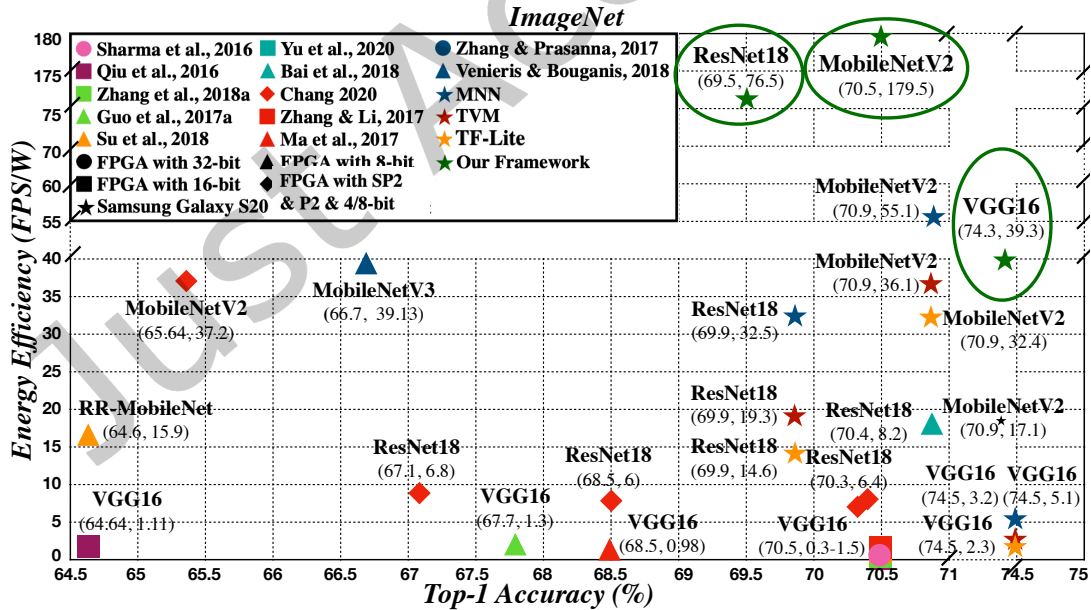 ImageNet
Sharma et al., 2016
Qiu et al., 2016
Zhang et al., 2018a
Guo et al., 2017a
Su et al., 2018
FPGA with 32-bit
FPGA with 16-bit
Samsung Galaxy S20
Yu et al., 2020
Bai et al., 2018
Chang 2020
Zhang & Li, 2017
Ma et al., 2017
FPGA with 8-bit
FPGA with SP2
& P2 & 4/8-bit
Zhang & Prasanna, 2017
Venieris & Bouganis, 2018
MNN
TVM
TF-Lite
Our Framework
ResNet18
(69.5, 76.5)
MobileNetV2
(70.5, 179.5)
MobileNetV2
(70.9, 55.1)
VGG16
(74.3, 39.3)
MobileNetV2
(70.9, 36.1)
MobileNetV2
(65.64, 37.2)
MobileNetV3
(66.7, 39.13)
ResNet18
(69.9, 32.5)
MobileNetV2
(70.9, 32.4)
RR-MobileNet
(64.6, 15.9)
ResNet18
(69.9, 19.3)
ResNet18
(70.4, 8.2)
MobileNetV2
(70.9, 17.1)
ResNet18
(67.1, 6.8)
ResNet18
(68.5, 6)
ResNet18
(69.9, 14.6)
ResNet18
(70.3, 6.4)
VGG16
(64.64, 1.11)
VGG16
(67.7, 1.3)
VGG16
(68.5, 0.98)
VGG16
(70.5, 0.3-1.5)
VGG16
(74.5, 3.2)
VGG16
(74.5, 5.1)
VGG16
(74.5, 2.3)
180
175
75
70
60
55
40
35
30
25
20
15
10
5
0
64.5
65
65.5
66
66.5
67
67.5
68
68.5
69
69.5
70
70.5
71
74.5
75
Energy Efficiency (FPS/W)
Top-1 Accuracy (%)
Just Ac